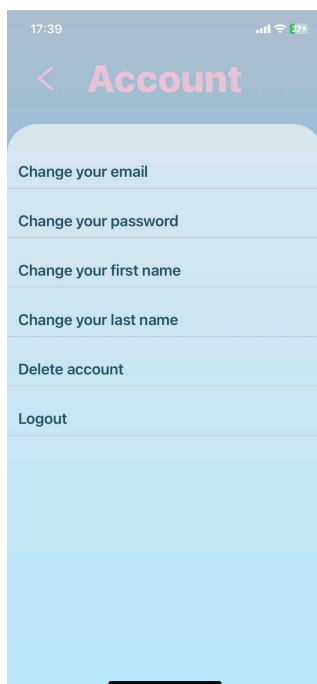 17:39
27
Account
Change your email
Change your password
Change your first name
Change your last name
Delete account
Logout